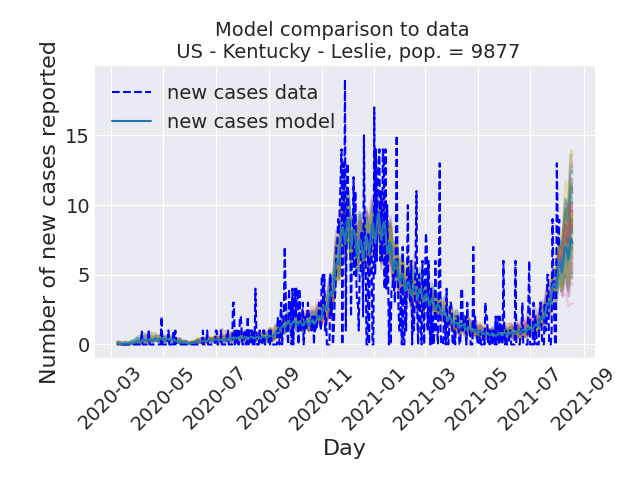 Model comparison to data
US - Kentucky - Leslie, pop. = 9877
new cases data
new cases model
Number of new cases reported
15
10
5
0
2020-03
2020-05
2020-07
2020-09
2020-11
2021-01
2021-03
2021-05
2021-07
2021-09
Day